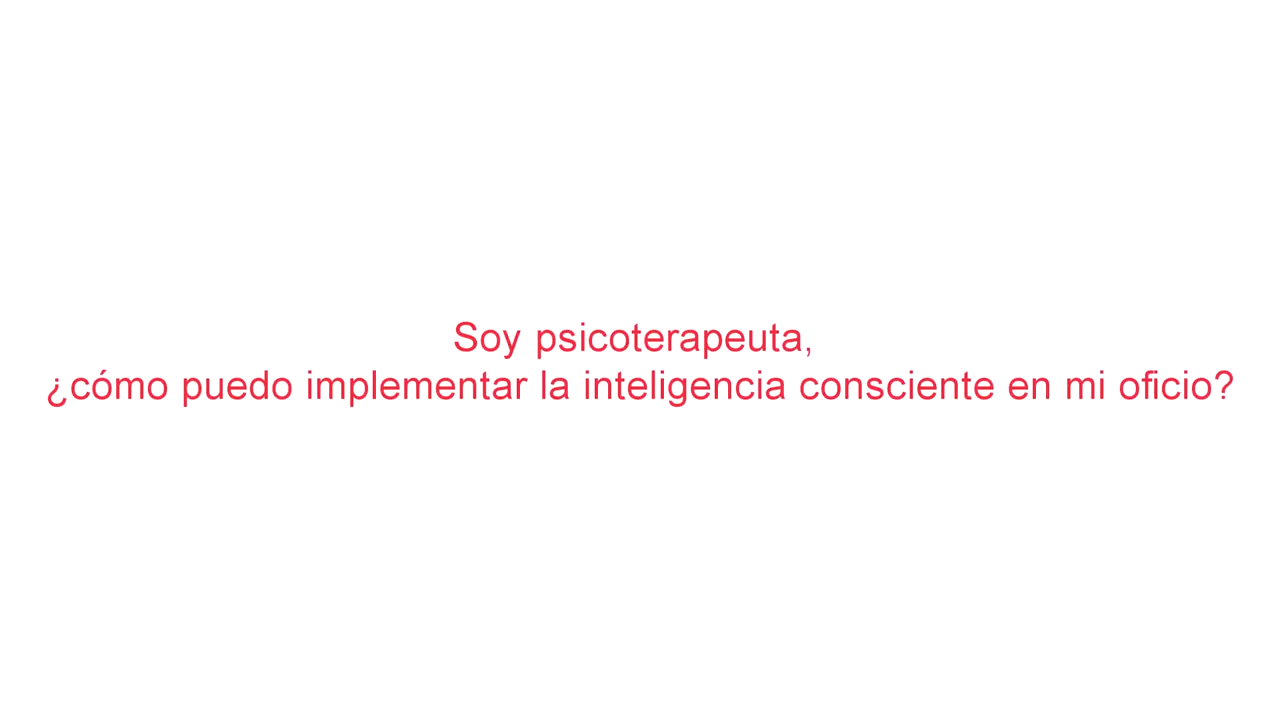 Soy psicoterapeuta,
¿cómo puedo implementar la inteligencia consciente en mi oficio?